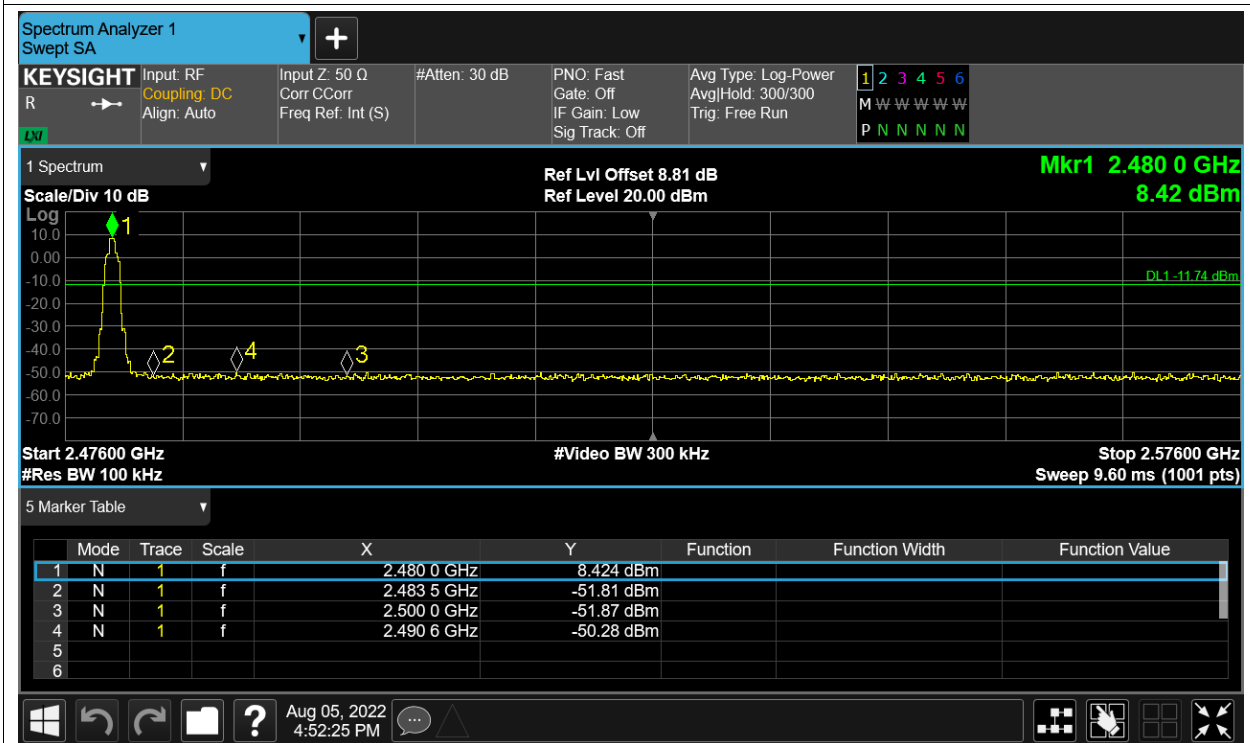 Spectrum Analyzer 1
Swept SA
+
KEYSIGHT Input: RF Input Z: 50 Ω #Atten: 30 dB PNO: Fast Avg Type: Log-Power 1 2 3 4 5 6
R Coupling: DC Corr CCorr Gate: Off Avg|Hold: 300/300 M W W W W W
Align: Auto Freq Ref: Int (S) IF Gain: Low Trig: Free Run
LXI Sig Track: Off P N N N N N
1 Spectrum Ref Lvl Offset 8.81 dB Mkr1 2.480 0 GHz
Scale/Div 10 dB Ref Level 20.00 dBm 8.42 dBm
Log
1
10.0
0.00
DL1 -11.74 dBm
-10.0
-20.0
-30.0
-40.0
2 4 3
-50.0
-60.0
-70.0
Start 2.47600 GHz #Video BW 300 kHz Stop 2.57600 GHz
#Res BW 100 kHz Sweep 9.60 ms (1001 pts)
5 Marker Table
Mode Trace Scale X Y Function Function Width Function Value
1 N 1 f 2.480 0 GHz 8.424 dBm
2 N 1 f 2.483 5 GHz -51.81 dBm
3 N 1 f 2.500 0 GHz -51.87 dBm
4 N 1 f 2.490 6 GHz -50.28 dBm
5
6
? Aug 05, 2022
4:52:25 PM